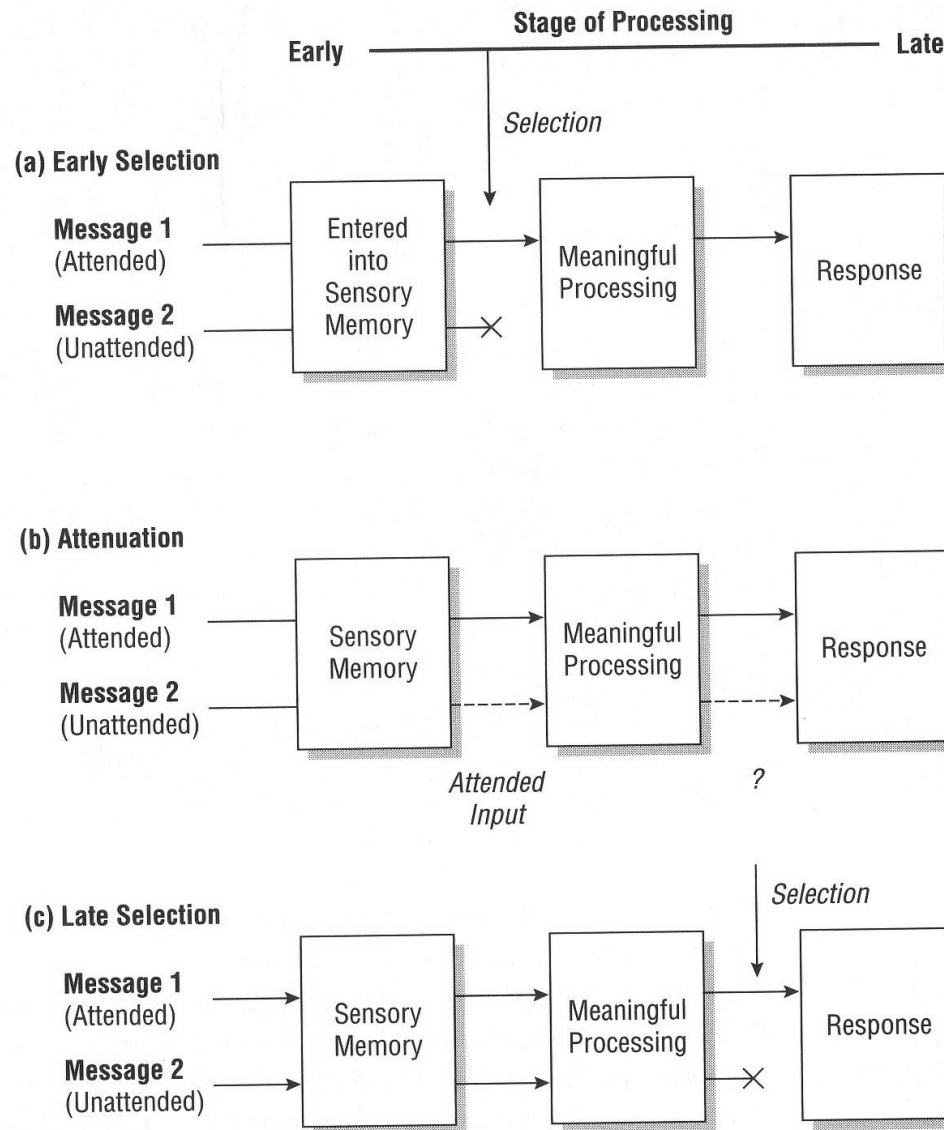 Stage of Processing
Early
Late
Selection
(a) Early Selection
Message 1
(Attended)
Message 2
(Unattended)
Entered
into
Sensory
Memory
Meaningful
Processing
Response
(b) Attenuation
Message 1
(Attended)
Message 2
(Unattended)
Sensory
Memory
Meaningful
Processing
Response
Attended
Input
?
Selection
(c) Late Selection
Message 1
(Attended)
Message 2
(Unattended)
Sensory
Memory
Meaningful
Processing
Response